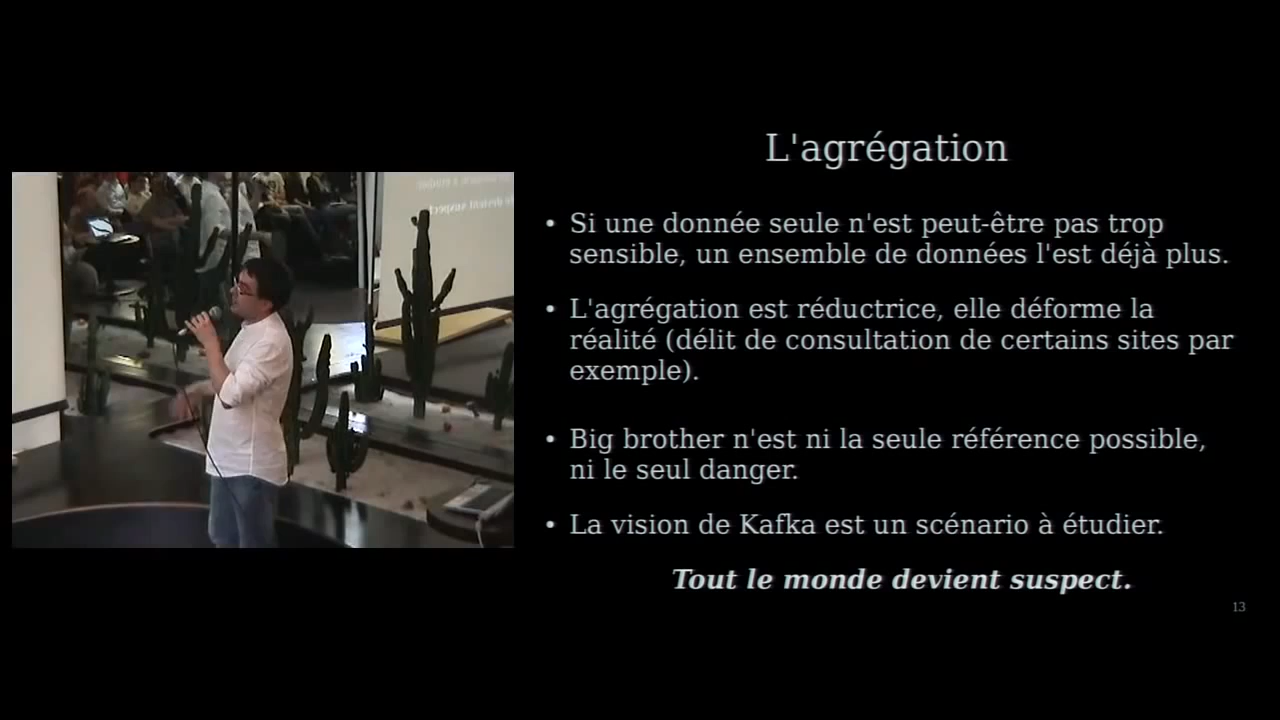 L'agrégation
• Si une donnée seule n'est peut-être pas trop
sensible, un ensemble de données l'est déjà plus.
• L'agrégation est réductrice, elle déforme la
réalité (délit de consultation de certains sites par
exemple).
• Big brother n'est ni la seule référence possible,
ni le seul danger.
• La vision de Kafka est un scénario à étudier.
Tout le monde devient suspect.
13